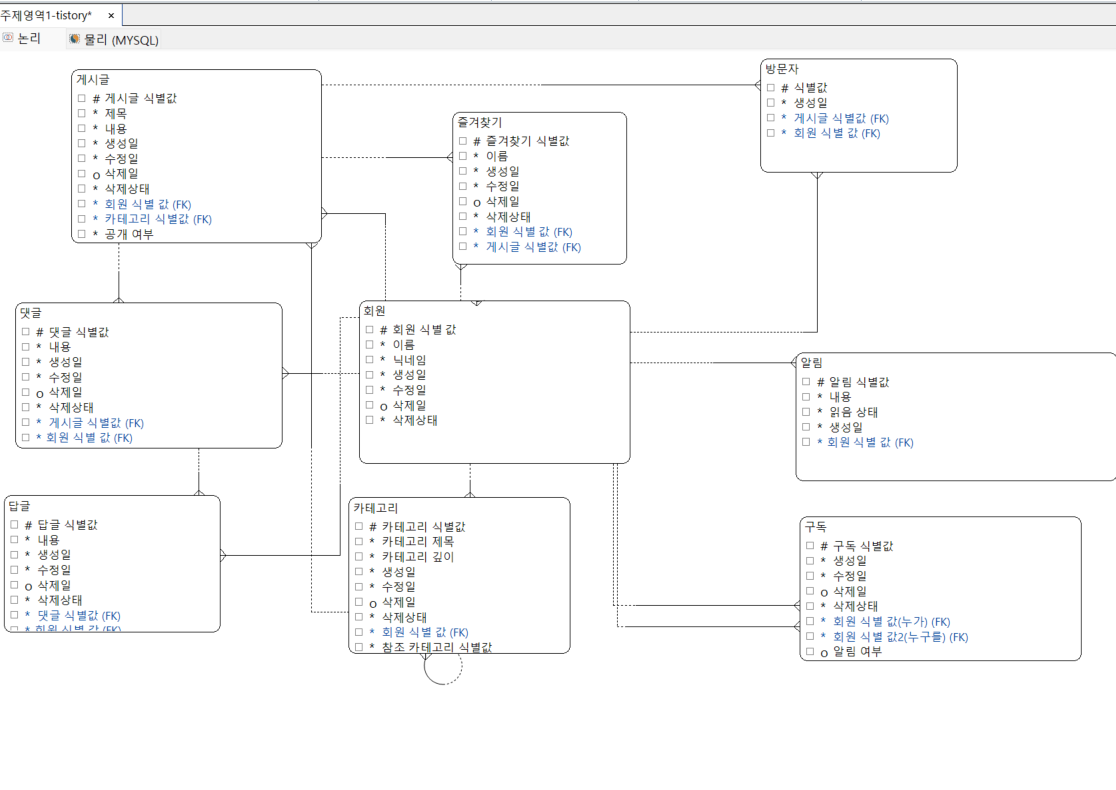 주제영역1-tistory* ×
논리 물리 (MYSQL)
게시글
# 게시글 식별값
* 제목
* 내용
* 생성일
* 수정일
o 삭제일
* 삭제상태
* 회원 식별 값 (FK)
* 카테고리 식별값 (FK)
* 공개 여부
즐겨찾기
# 즐겨찾기 식별값
* 이름
* 생성일
* 수정일
o 삭제일
* 삭제상태
* 회원 식별 값 (FK)
* 게시글 식별값 (FK)
방문자
# 식별값
* 생성일
* 게시글 식별값 (FK)
* 회원 식별 값 (FK)
댓글
# 댓글 식별값
* 내용
* 생성일
* 수정일
o 삭제일
* 삭제상태
* 게시글 식별값 (FK)
* 회원 식별 값 (FK)
회원
# 회원 식별 값
* 이름
* 닉네임
* 생성일
* 수정일
o 삭제일
* 삭제상태
알림
# 알림 식별값
* 내용
* 읽음 상태
* 생성일
* 회원 식별 값 (FK)
답글
# 답글 식별값
* 내용
* 생성일
* 수정일
o 삭제일
* 삭제상태
* 댓글 식별값 (FK)
* 회원 식별 값 (FK)
카테고리
# 카테고리 식별값
* 카테고리 제목
* 카테고리 깊이
* 생성일
* 수정일
o 삭제일
* 삭제상태
* 회원 식별 값 (FK)
* 참조 카테고리 식별값
구독
# 구독 식별값
* 생성일
* 수정일
o 삭제일
* 삭제상태
* 회원 식별 값(누가) (FK)
* 회원 식별 값2(누구를) (FK)
o 알림 여부